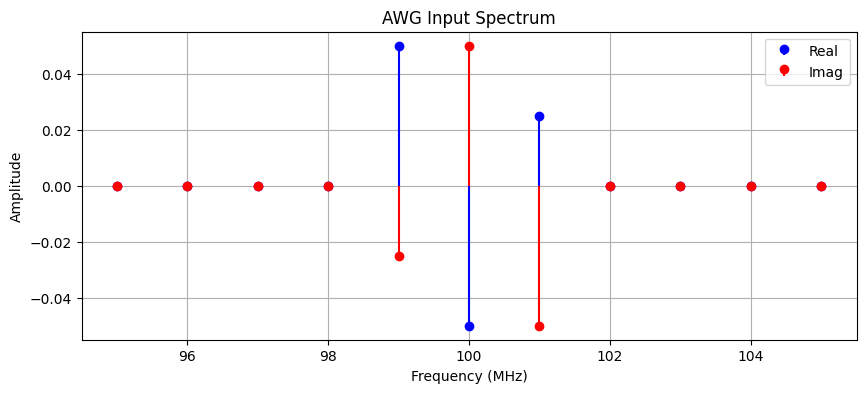 AWG Input Spectrum
Real
Imag
0.04
0.02
0.00
−0.02
−0.04
Amplitude
96
98
100
102
104
Frequency (MHz)